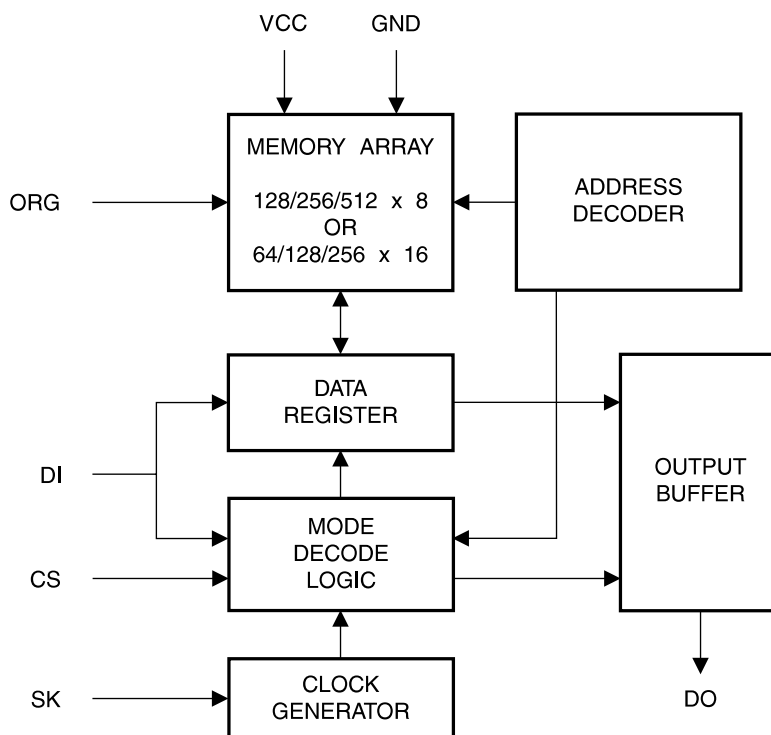 VCC GND
MEMORY ARRAY
128/256/512 x 8
OR
64/128/256 x 16
ADDRESS
DECODER
ORG
DATA
REGISTER
DI
OUTPUT
BUFFER
MODE
DECODE
LOGIC
CS
CLOCK
GENERATOR
SK
DO